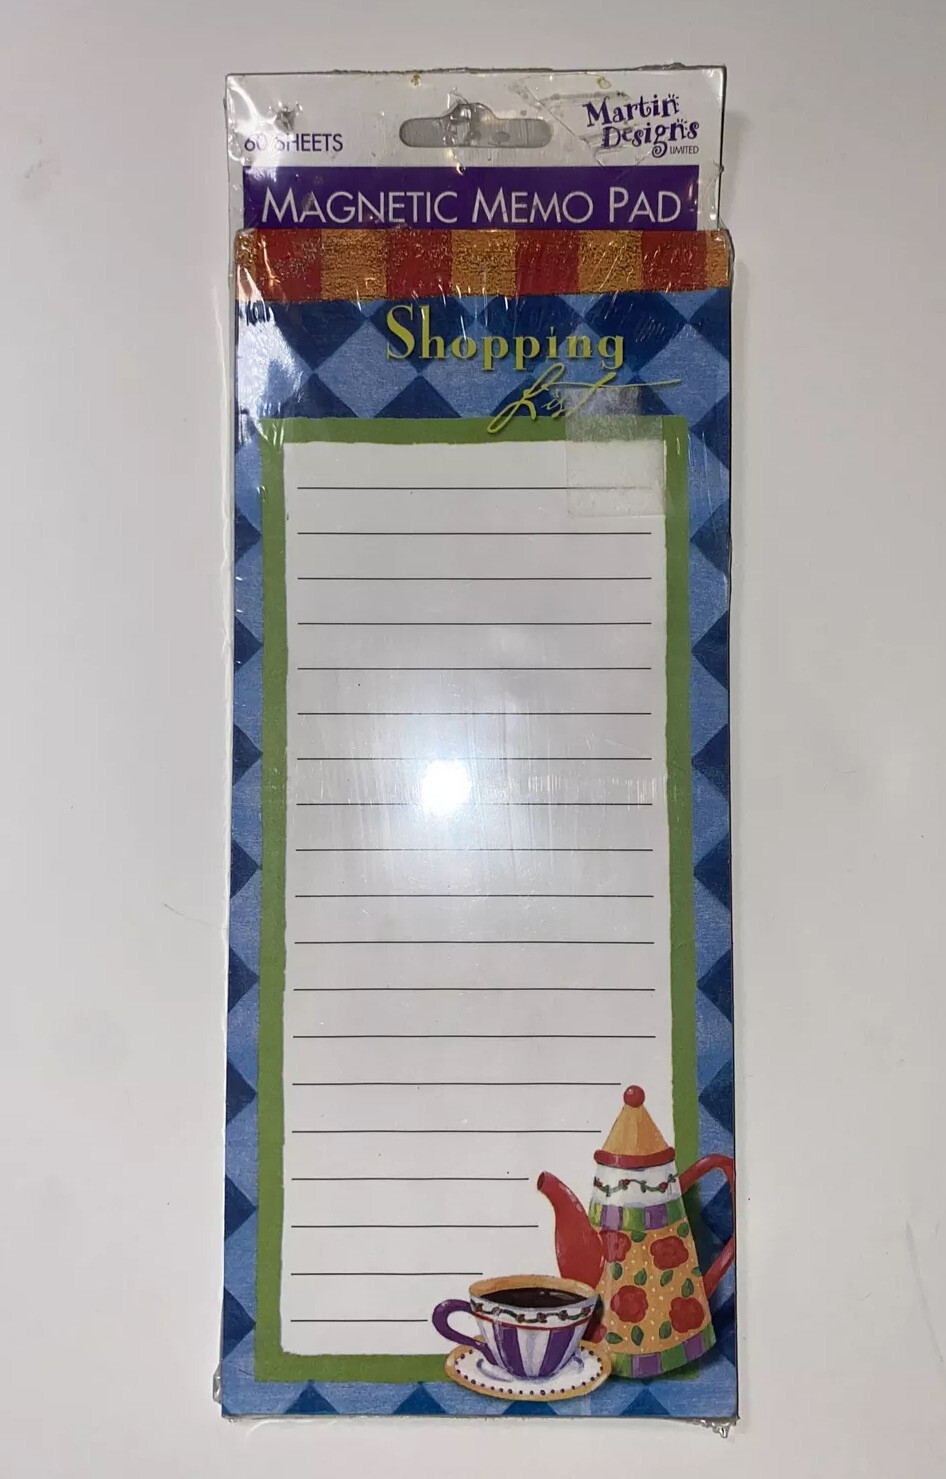 60 SHEETS
Martin
Designs
LIMITED
MAGNETIC MEMO PAD
Shopping
List